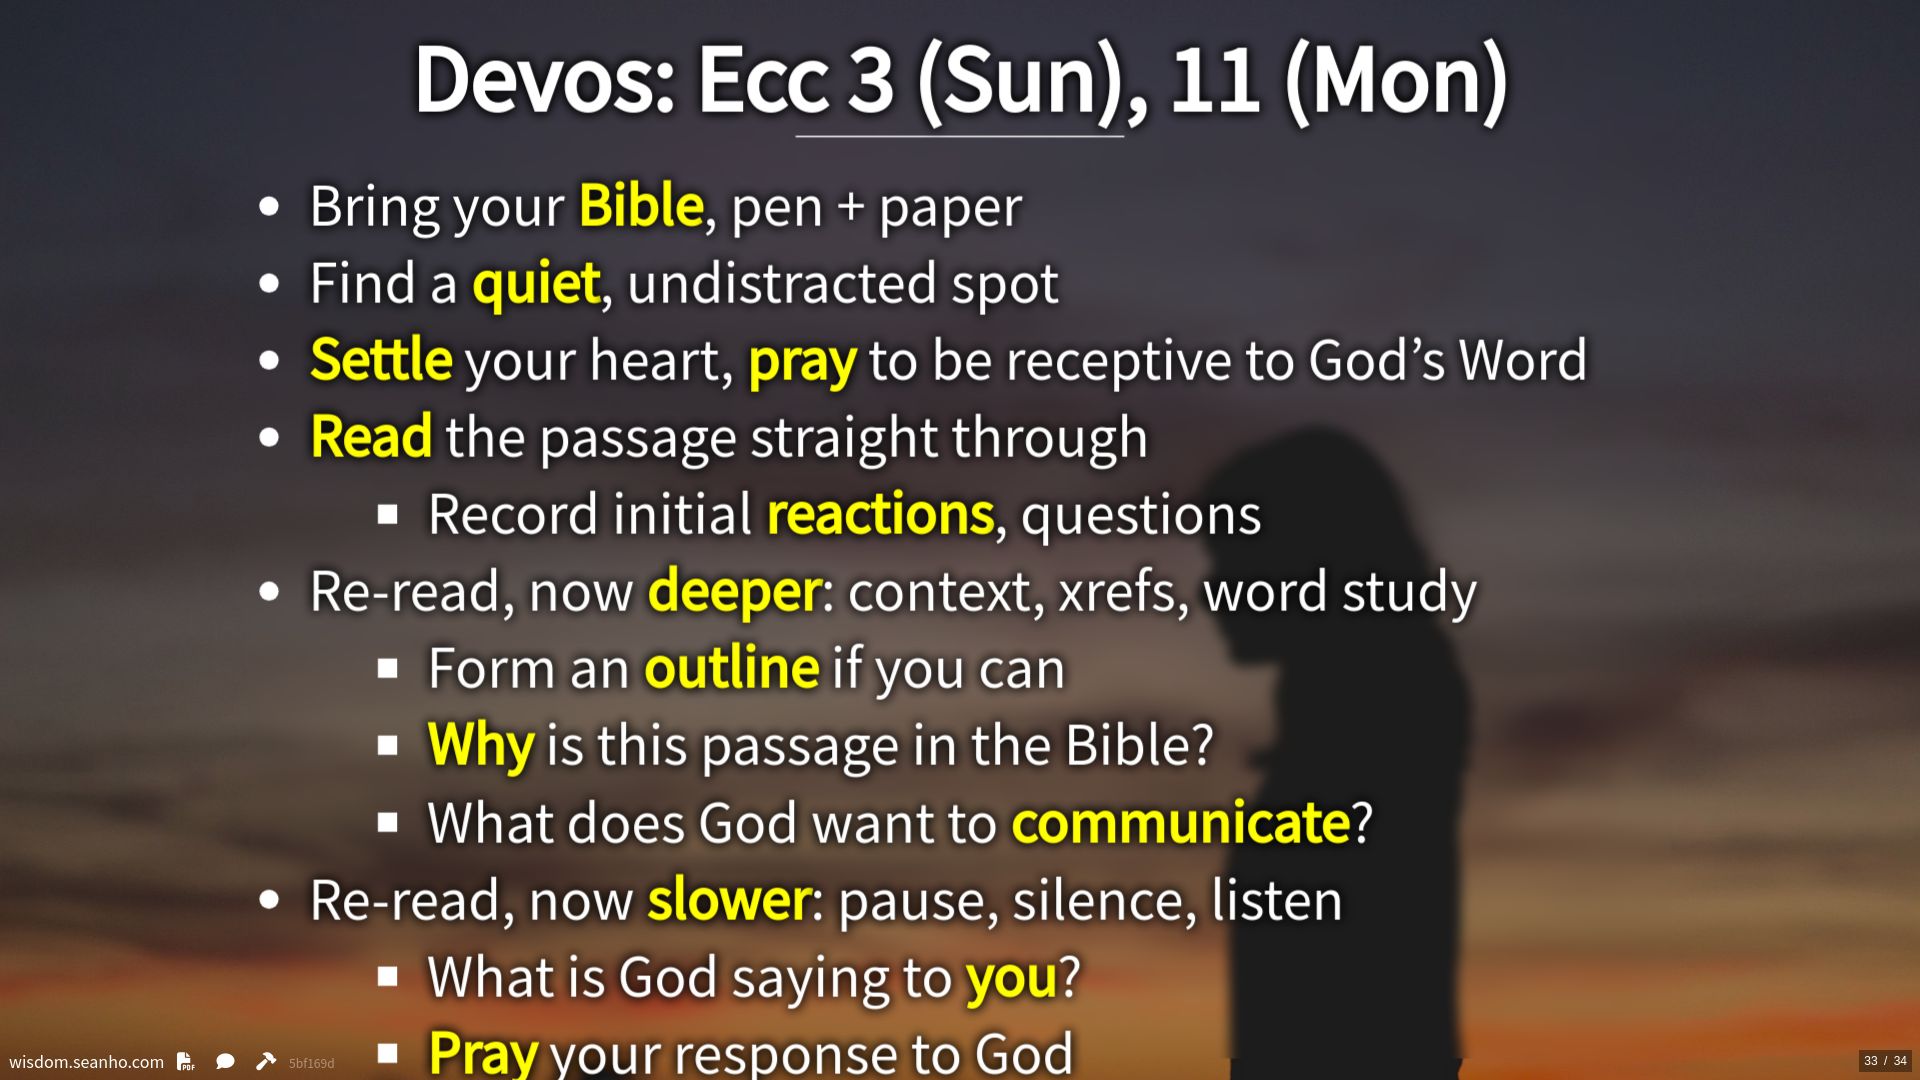 Devos: Ecc 3 (Sun), 11 (Mon)
Bring your Bible, pen + paper
Find a quiet, undistracted spot
Settle your heart, pray to be receptive to God’s Word
Read the passage straight through
Record initial reactions, questions
Re-read, now deeper: context, xrefs, word study
Form an outline if you can
Why is this passage in the Bible?
What does God want to communicate?
Re-read, now slower: pause, silence, listen
What is God saying to you?
Pray your response to God
wisdom.seanho.com PDF 5bf169d
33 / 34